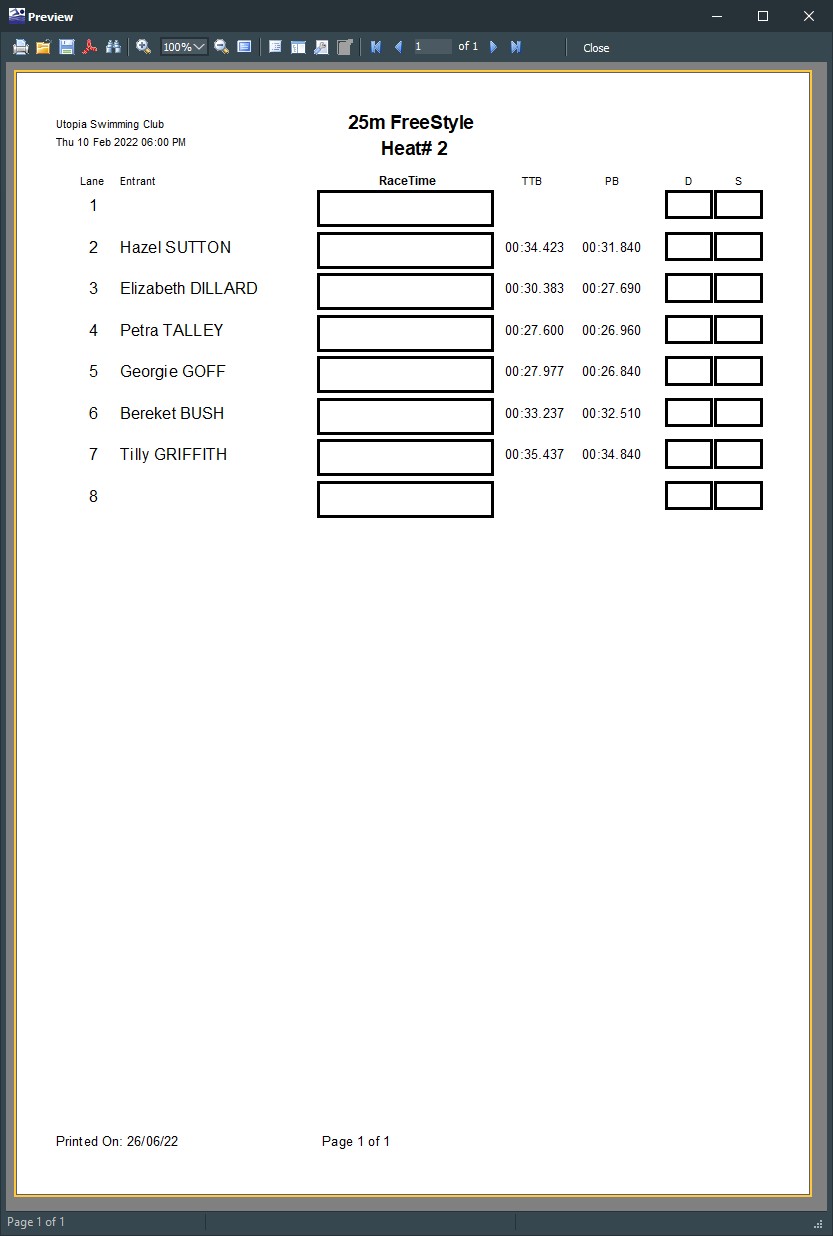 Preview
100%
1 of 1
Close
Utopia Swimming Club
Thu 10 Feb 2022 06:00 PM
25m FreeStyle
Heat# 2
Lane Entrant RaceTime TTB PB D S
1
2 Hazel SUTTON 00:34.423 00:31.840
3 Elizabeth DILLARD 00:30.383 00:27.690
4 Petra TALLEY 00:27.600 00:26.960
5 Georgie GOFF 00:27.977 00:26.840
6 Bereket BUSH 00:33.237 00:32.510
7 Tilly GRIFFITH 00:35.437 00:34.840
8
Printed On: 26/06/22 Page 1 of 1
Page 1 of 1